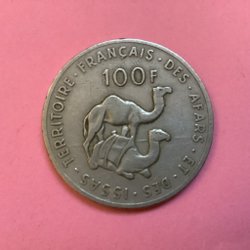 TERRITOIRE · FRANÇAIS · DES · AFARS · ET · DES · ISSAS ·
100F